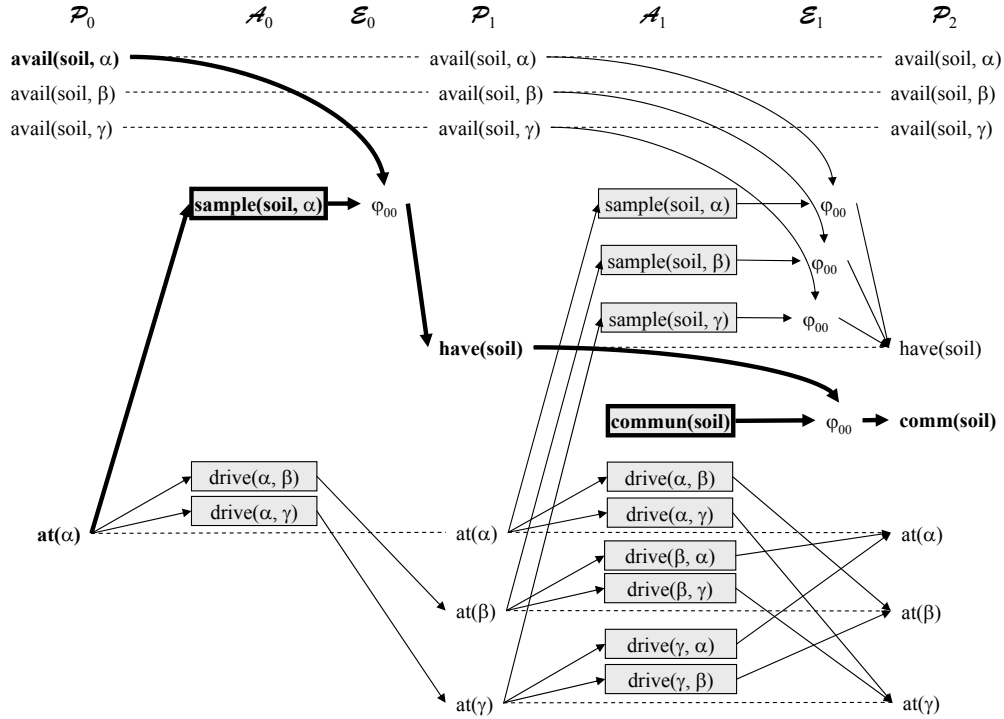 𝒫0 𝒜0 ℰ0 𝒫1 𝒜1 ℰ1 𝒫2
avail(soil, α) avail(soil, α) avail(soil, α)
avail(soil, β) avail(soil, β) avail(soil, β)
avail(soil, γ) avail(soil, γ) avail(soil, γ)
sample(soil, α) φ00 sample(soil, α) φ00
sample(soil, β) φ00
sample(soil, γ) φ00
have(soil) have(soil)
commun(soil) φ00 comm(soil)
drive(α, β) drive(α, β)
drive(α, γ) drive(α, γ)
at(α) at(α) at(α)
drive(β, α)
drive(β, γ)
at(β) at(β)
drive(γ, α)
drive(γ, β)
at(γ) at(γ)